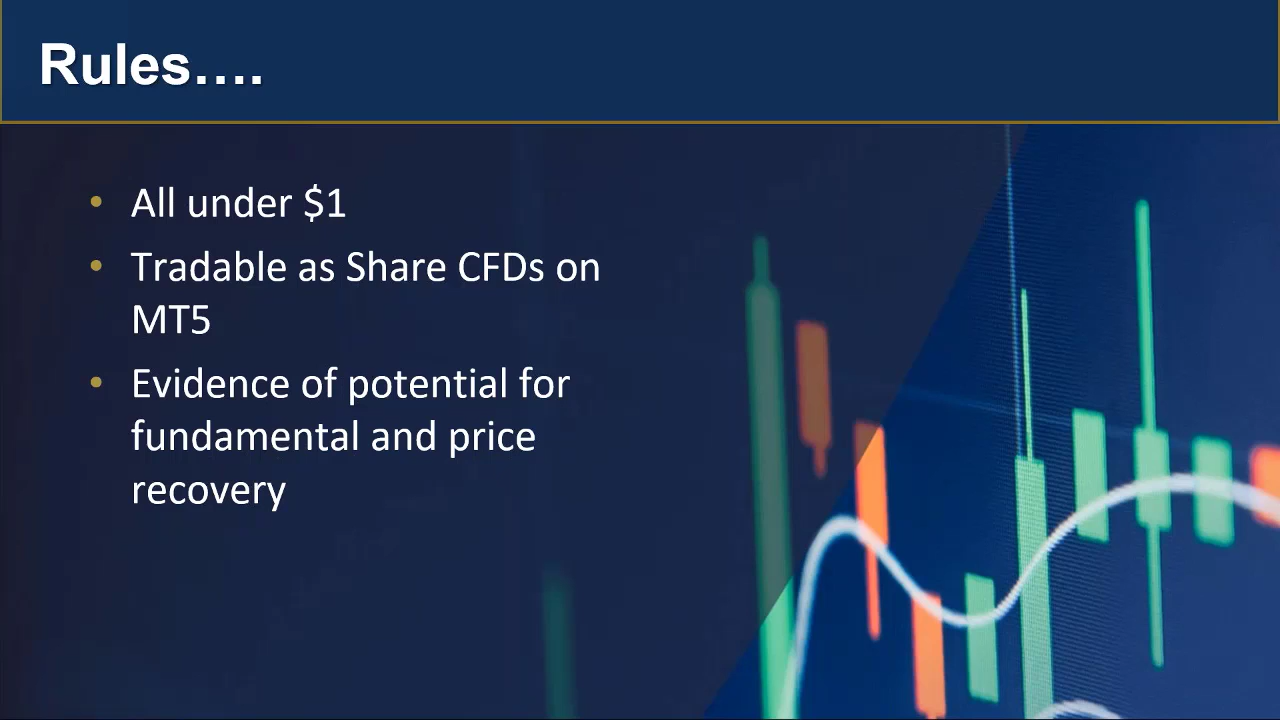 Rules....
• All under $1
• Tradable as Share CFDs on
MT5
• Evidence of potential for
fundamental and price
recovery